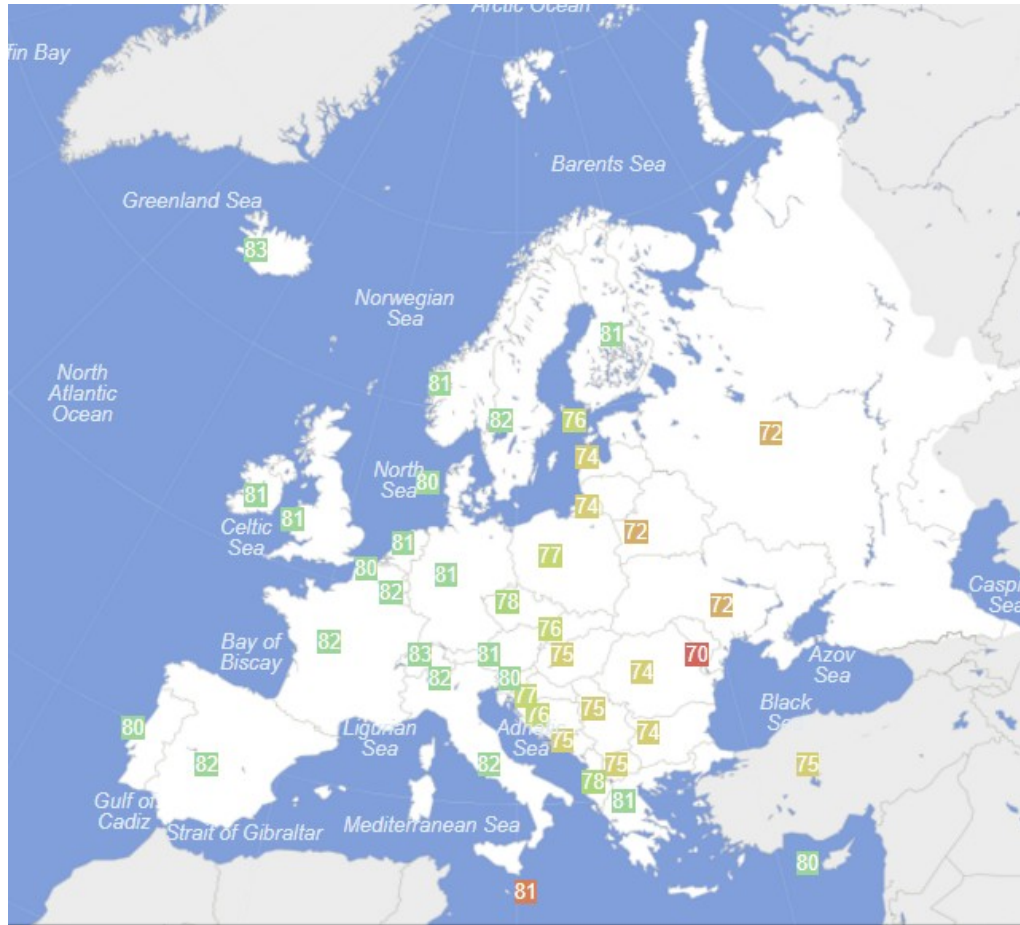 Arctic Ocean
fin Bay
Barents Sea
Greenland Sea
83
Norwegian
Sea
81
North
Atlantic
Ocean
81
82
76
72
74
North
Sea
80
81
74
81
Celtic
Sea
72
81
77
80
81
82
78
72
Caspi
Sea
76
82
Bay of
Biscay
83
81
75
70
Azov
Sea
82
80
74
77
75
Black
80
76
74
Ligurian
Sea
Sea
75
82
82
75
75
78
81
Gulf of
Cadiz
Strait of Gibraltar
Mediterranean Sea
80
81